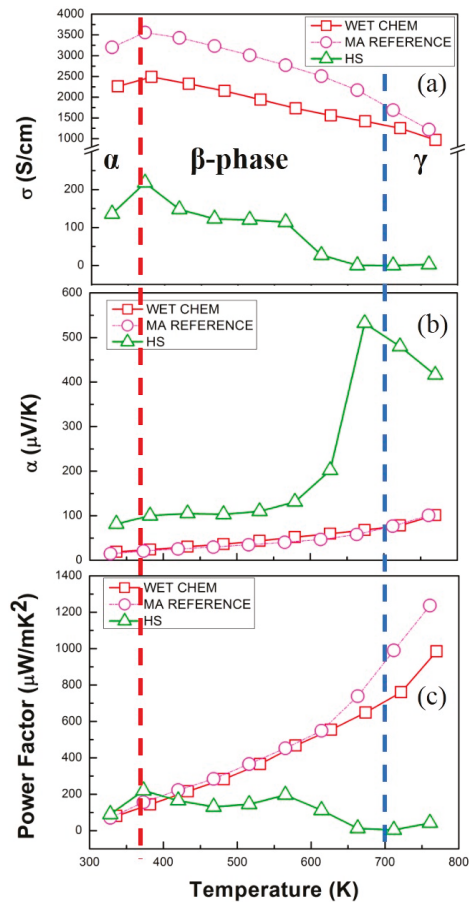 4000
3500
3000
2500
2000
1500
1000
200
100
0
σ (S/cm)
WET CHEM
MA REFERENCE
HS
(a)
α
β-phase
γ
600
500
400
300
200
100
0
α (μV/K)
WET CHEM
MA REFERENCE
HS
(b)
1400
1200
1000
800
600
400
200
0
Power Factor (μW/mK²)
WET CHEM
MA REFERENCE
HS
(c)
300 400 500 600 700 800
Temperature (K)